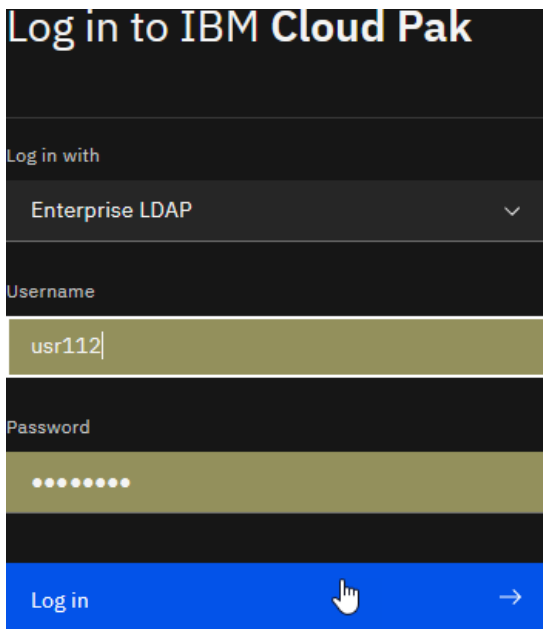 Log in to IBM Cloud Pak
Log in with
Enterprise LDAP
Username
usr112
Password
••••••••
Log in